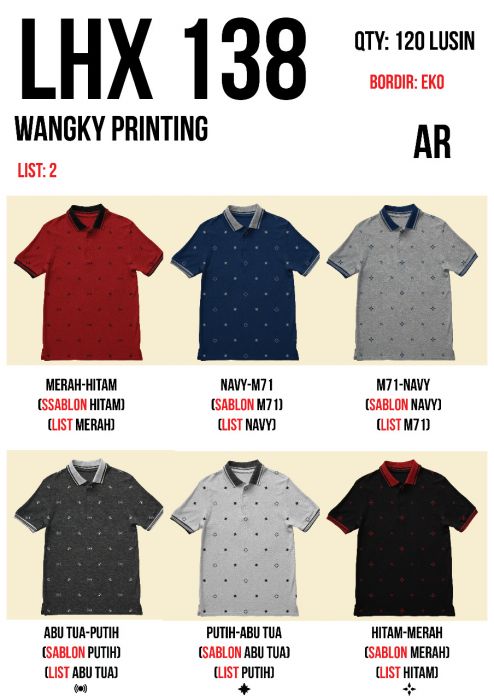 LHX 138
QTY: 120 LUSIN
BORDIR: EKO
WANGKY PRINTING
AR
LIST: 2
MERAH-HITAM
(SSABLON HITAM)
(LIST MERAH)
NAVY-M71
(SABLON M71)
(LIST NAVY)
M71-NAVY
(SABLON NAVY)
(LIST M71)
ABU TUA-PUTIH
(SABLON PUTIH)
(LIST ABU TUA)
PUTIH-ABU TUA
(SABLON ABU TUA)
(LIST PUTIH)
HITAM-MERAH
(SABLON MERAH)
(LIST HITAM)